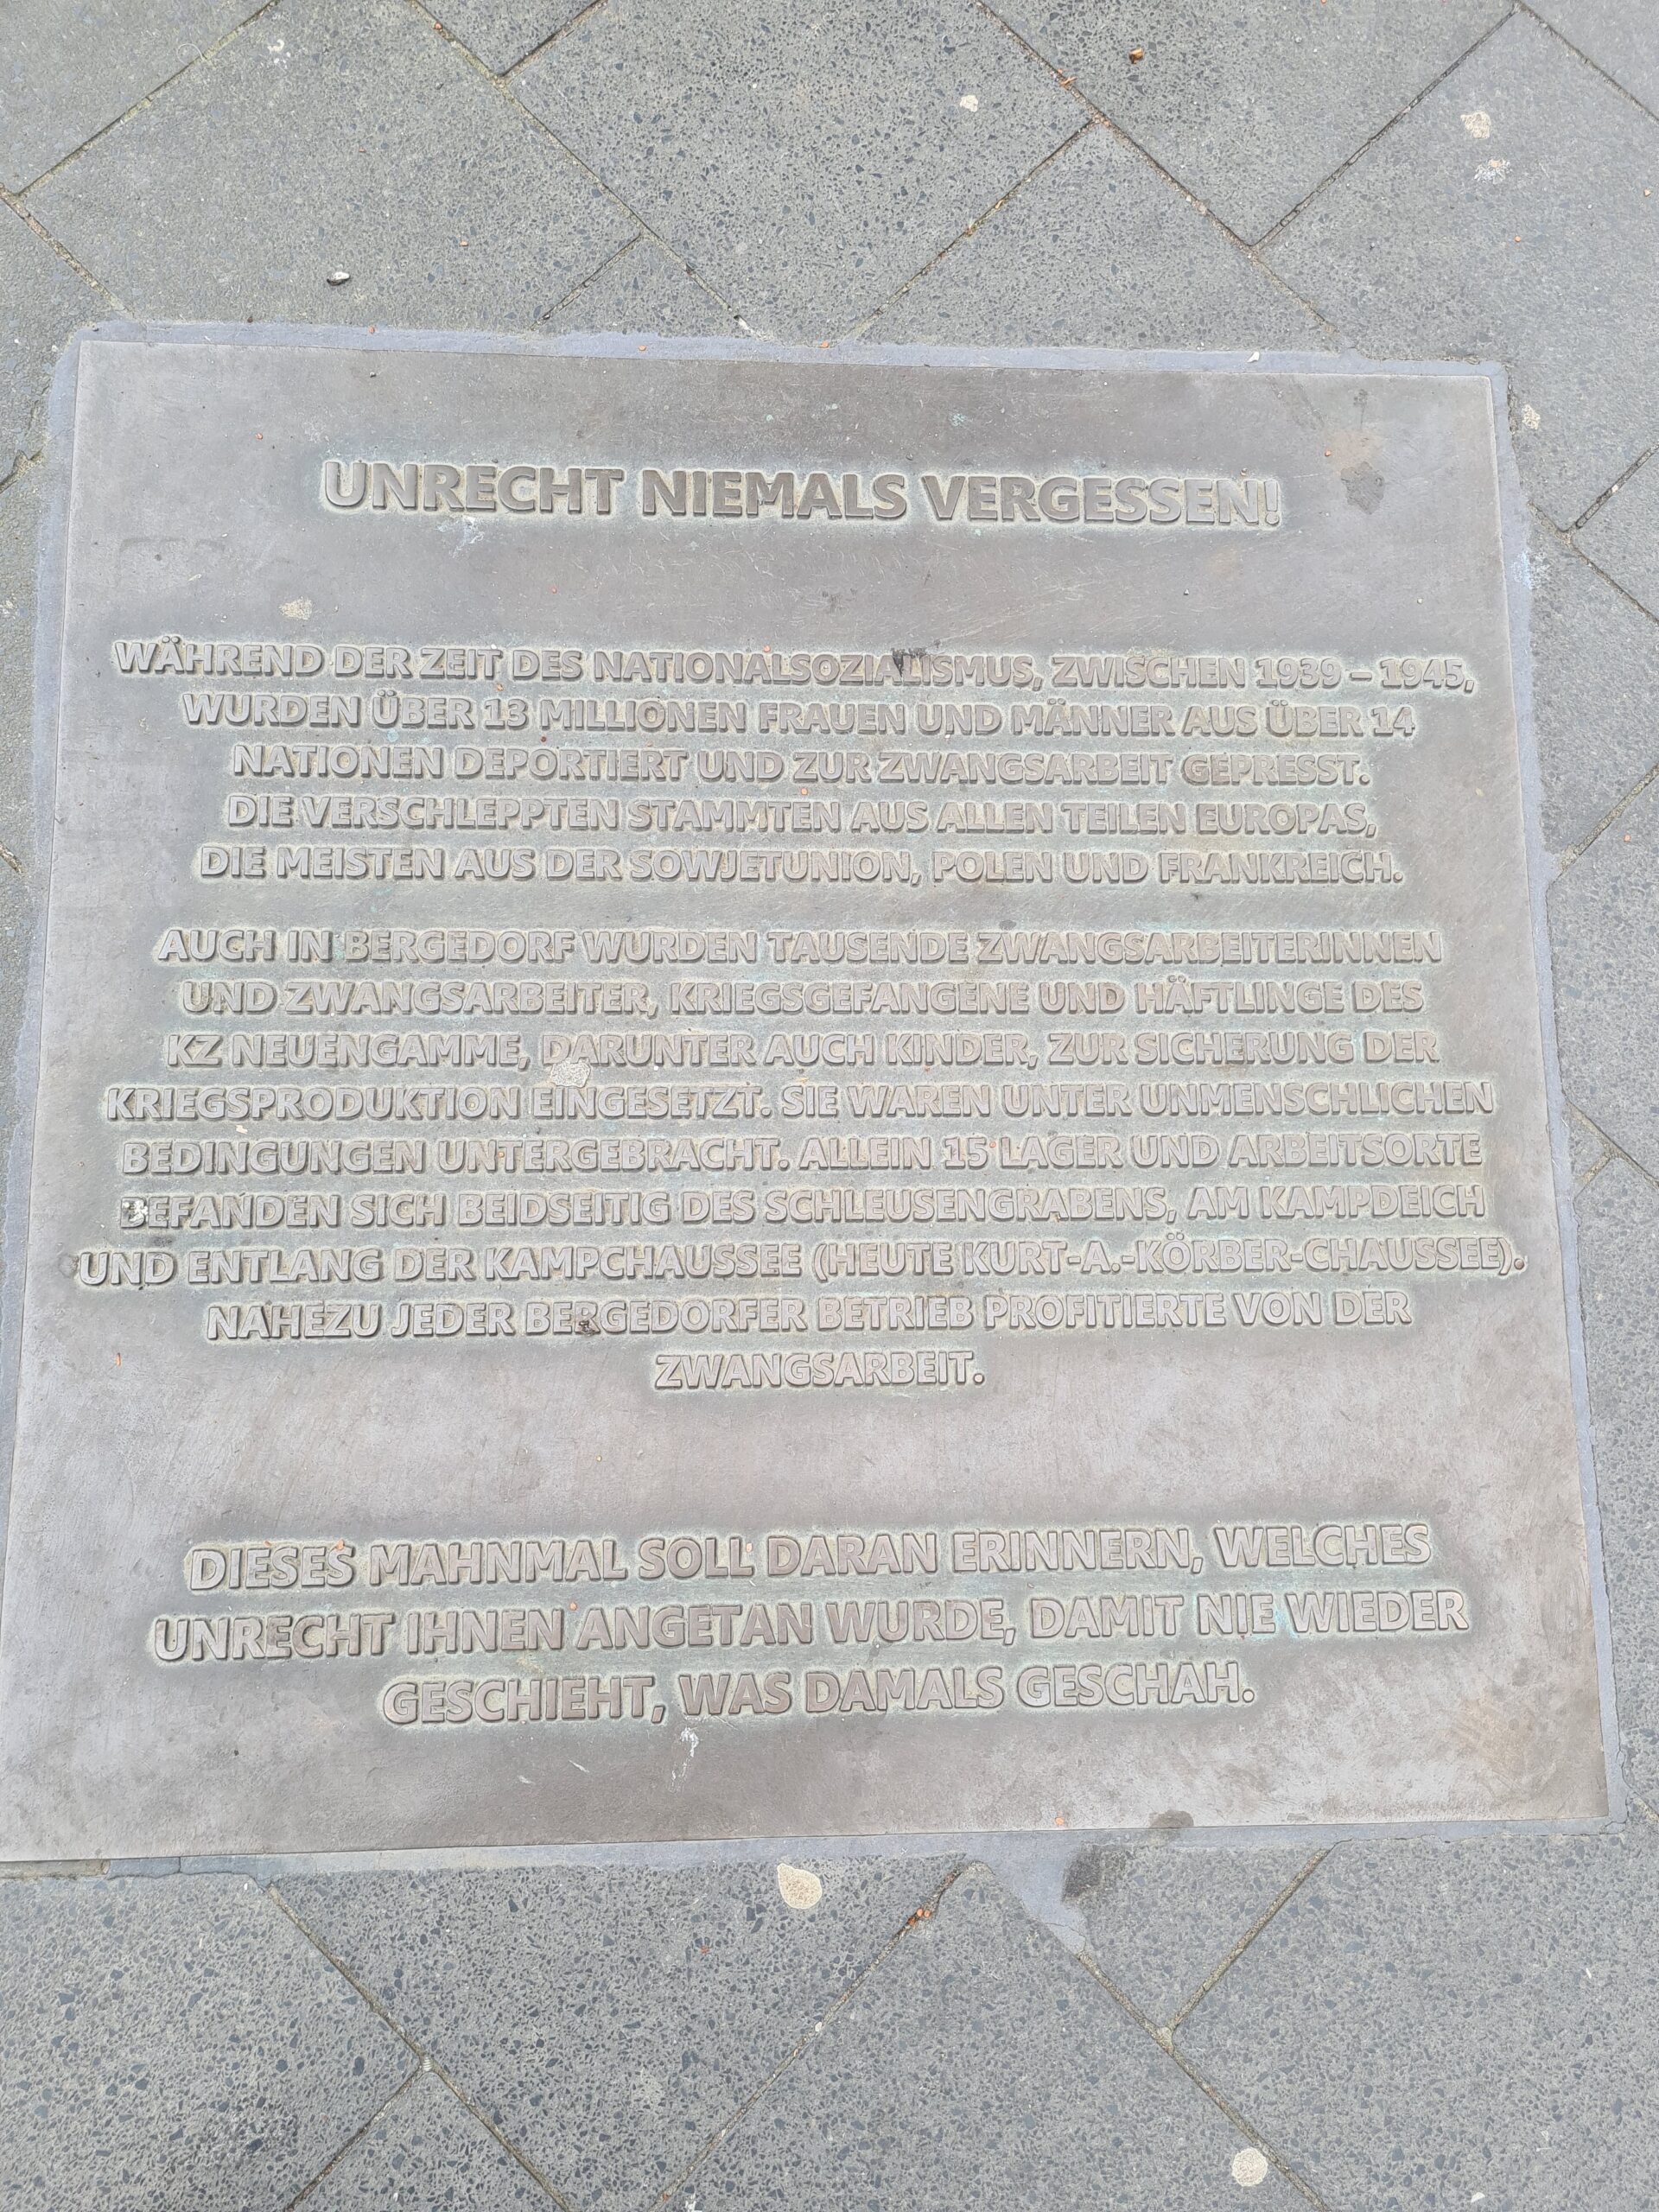 UNRECHT NIEMALS VERGESSEN!
WÄHREND DER ZEIT DES NATIONALSOZIALISMUS, ZWISCHEN 1939 – 1945,
WURDEN ÜBER 13 MILLIONEN FRAUEN UND MÄNNER AUS ÜBER 14
NATIONEN DEPORTIERT UND ZUR ZWANGSARBEIT GEPRESST.
DIE VERSCHLEPPTEN STAMMTEN AUS ALLEN TEILEN EUROPAS,
DIE MEISTEN AUS DER SOWJETUNION, POLEN UND FRANKREICH.
AUCH IN BERGEDORF WURDEN TAUSENDE ZWANGSARBEITERINNEN
UND ZWANGSARBEITER, KRIEGSGEFANGENE UND HÄFTLINGE DES
KZ NEUENGAMME, DARUNTER AUCH KINDER, ZUR SICHERUNG DER
KRIEGSPRODUKTION EINGESETZT. SIE WAREN UNTER UNMENSCHLICHEN
BEDINGUNGEN UNTERGEBRACHT. ALLEIN 15 LAGER UND ARBEITSORTE
BEFANDEN SICH BEIDSEITIG DES SCHLEUSENGRABENS, AM KAMPDEICH
UND ENTLANG DER KAMPCHAUSSEE (HEUTE KURT-A.-KÖRBER-CHAUSSEE).
NAHEZU JEDER BERGEDORFER BETRIEB PROFITIERTE VON DER
ZWANGSARBEIT.
DIESES MAHNMAL SOLL DARAN ERINNERN, WELCHES
UNRECHT IHNEN ANGETAN WURDE, DAMIT NIE WIEDER
GESCHIEHT, WAS DAMALS GESCHAH.